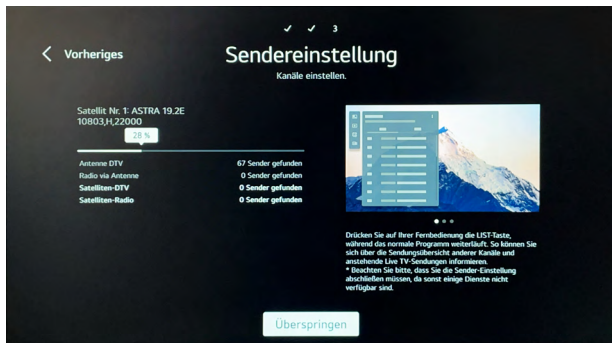 ✓ ✓ 3
Vorheriges
Sendereinstellung
Kanäle einstellen.
Satellit Nr. 1: ASTRA 19.2E
10803,H,22000
28 %
Antenne DTV 67 Sender gefunden
Radio via Antenne 0 Sender gefunden
Satelliten-DTV 0 Sender gefunden
Satelliten-Radio 0 Sender gefunden
Drücken Sie auf Ihrer Fernbedienung die LIST-Taste,
während das normale Programm weiterläuft. So können Sie
sich über die Sendungsübersicht anderer Kanäle und
anstehende Live TV-Sendungen informieren.
* Beachten Sie bitte, dass Sie die Sender-Einstellung
abschließen müssen, da sonst einige Dienste nicht
verfügbar sind.
Überspringen